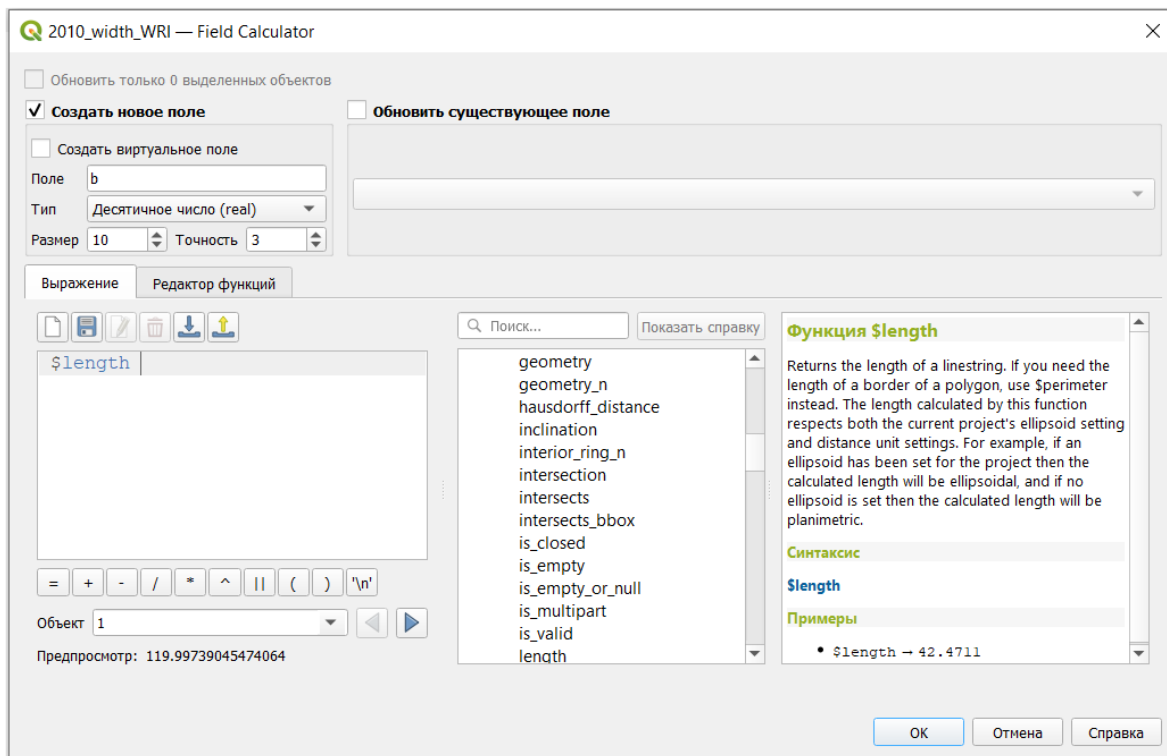 2010_width_WRI — Field Calculator
Обновить только 0 выделенных объектов
Создать новое поле
Обновить существующее поле
Создать виртуальное поле
Поле b
Тип Десятичное число (real)
Размер 10 Точность 3
Выражение Редактор функций
Поиск... Показать справку
$length
geometry
geometry_n
hausdorff_distance
inclination
interior_ring_n
intersection
intersects
intersects_bbox
is_closed
is_empty
is_empty_or_null
is_multipart
is_valid
length
Функция $length
Returns the length of a linestring. If you need the
length of a border of a polygon, use $perimeter
instead. The length calculated by this function
respects both the current project's ellipsoid setting
and distance unit settings. For example, if an
ellipsoid has been set for the project then the
calculated length will be ellipsoidal, and if no
ellipsoid is set then the calculated length will be
planimetric.
Синтаксис
$length
Примеры
• $length → 42.4711
= + - / * ^ || ( ) '\n'
Объект 1
Предпросмотр: 119.99739045474064
ОК Отмена Справка